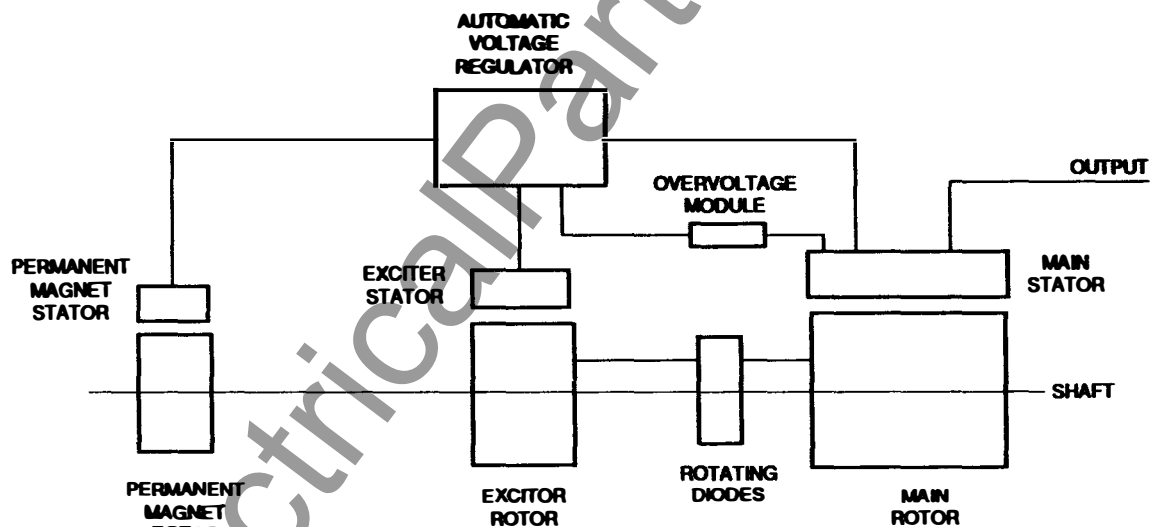 AUTOMATIC
VOLTAGE
REGULATOR
OUTPUT
OVERVOLTAGE
MODULE
PERMANENT
MAGNET
STATOR
EXCITER
STATOR
MAIN
STATOR
SHAFT
PERMANENT
MAGNET
EXCITOR
ROTOR
ROTATING
DIODES
MAIN
ROTOR
ctricalPart